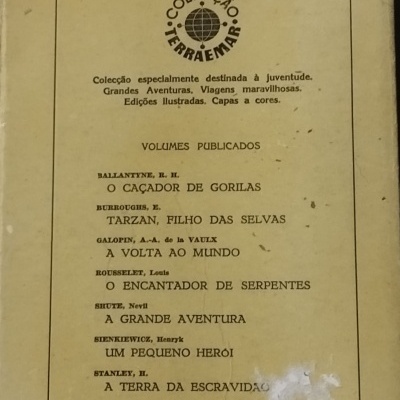 COLECÇÃO
TERRAEMAR
Colecção especialmente destinada à juventude.
Grandes Aventuras. Viagens maravilhosas.
Edições Ilustradas. Capas a cores.
VOLUMES PUBLICADOS
BALLANTYNE, R. H.
O CAÇADOR DE GORILAS
BURROUGHS, E.
TARZAN, FILHO DAS SELVAS
GALOPIN, A.-A. de la VAULX
A VOLTA AO MUNDO
ROUSSELET, Louis
O ENCANTADOR DE SERPENTES
SHUTE, Nevil
A GRANDE AVENTURA
SIENKIEWICZ, Henryk
UM PEQUENO HERÓI
STANLEY, H.
A TERRA DA ESCRAVIDÃO